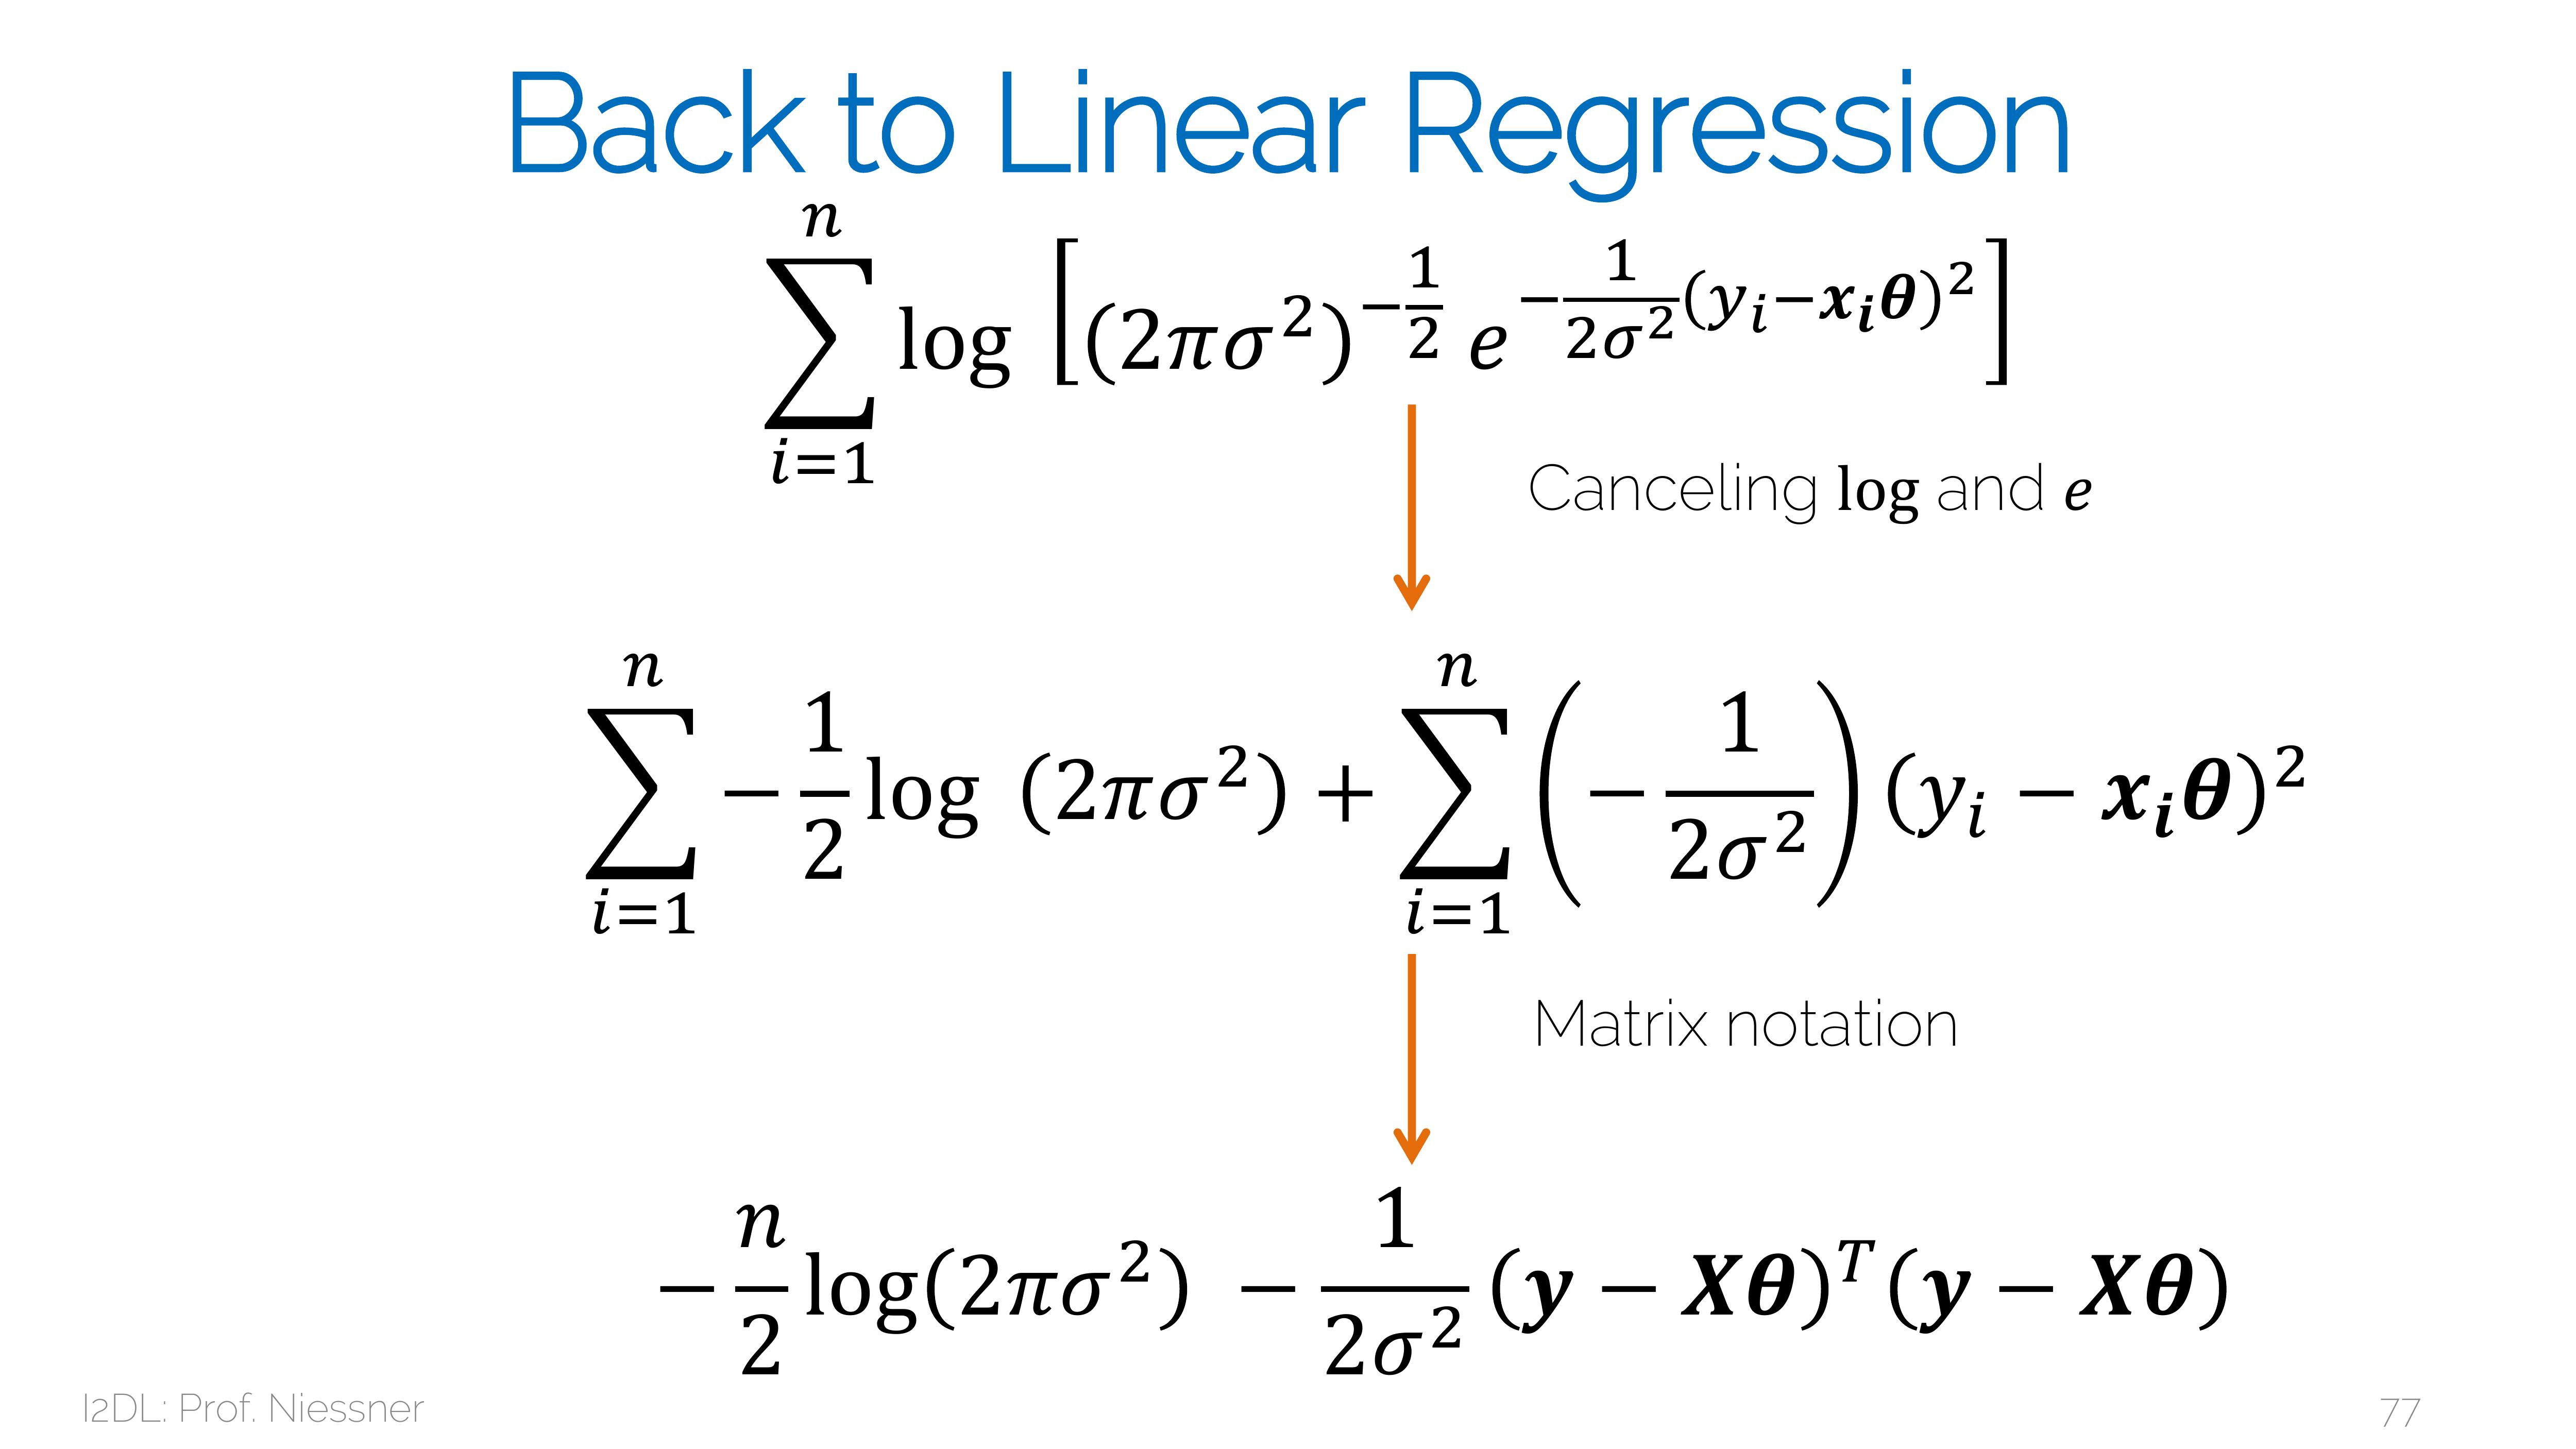 Back to Linear Regression
$\sum_{i=1}^{n} \log \left[ (2\pi\sigma^2)^{-\frac{1}{2}} e^{-\frac{1}{2\sigma^2}(y_i - \boldsymbol{x_i\theta})^2} \right]$
Canceling log and $e$
$\sum_{i=1}^{n} -\frac{1}{2} \log (2\pi\sigma^2) + \sum_{i=1}^{n} \left( -\frac{1}{2\sigma^2} \right) (y_i - \boldsymbol{x_i\theta})^2$
Matrix notation
$-\frac{n}{2} \log(2\pi\sigma^2) - \frac{1}{2\sigma^2} (\boldsymbol{y} - \boldsymbol{X\theta})^T (\boldsymbol{y} - \boldsymbol{X\theta})$
I2DL: Prof. Niessner
77